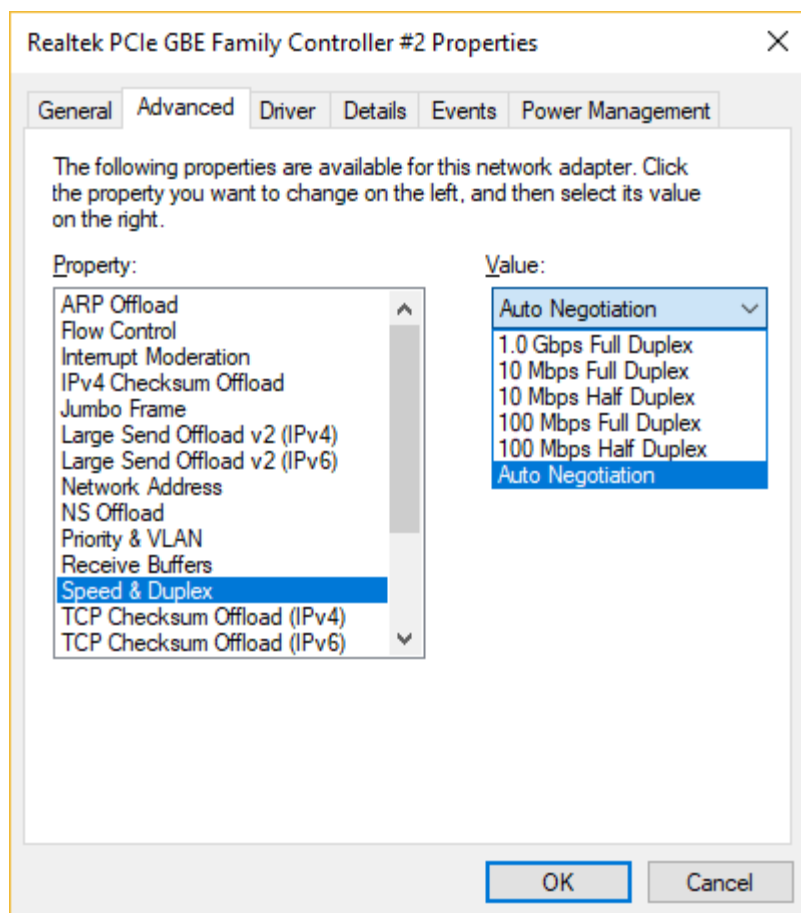 Realtek PCIe GBE Family Controller #2 Properties
General Advanced Driver Details Events Power Management
The following properties are available for this network adapter. Click
the property you want to change on the left, and then select its value
on the right.
Property:
ARP Offload
Flow Control
Interrupt Moderation
IPv4 Checksum Offload
Jumbo Frame
Large Send Offload v2 (IPv4)
Large Send Offload v2 (IPv6)
Network Address
NS Offload
Priority & VLAN
Receive Buffers
Speed & Duplex
TCP Checksum Offload (IPv4)
TCP Checksum Offload (IPv6)
Value:
Auto Negotiation
1.0 Gbps Full Duplex
10 Mbps Full Duplex
10 Mbps Half Duplex
100 Mbps Full Duplex
100 Mbps Half Duplex
Auto Negotiation
OK Cancel